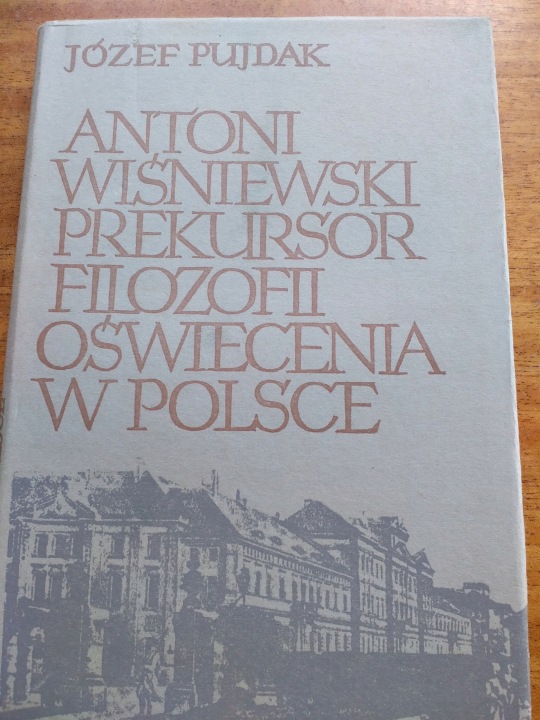 JÓZEF PUJDAK
ANTONI
WIŚNIEWSKI
PREKURSOR
FILOZOFII
OŚWIECENIA
W POLSCE